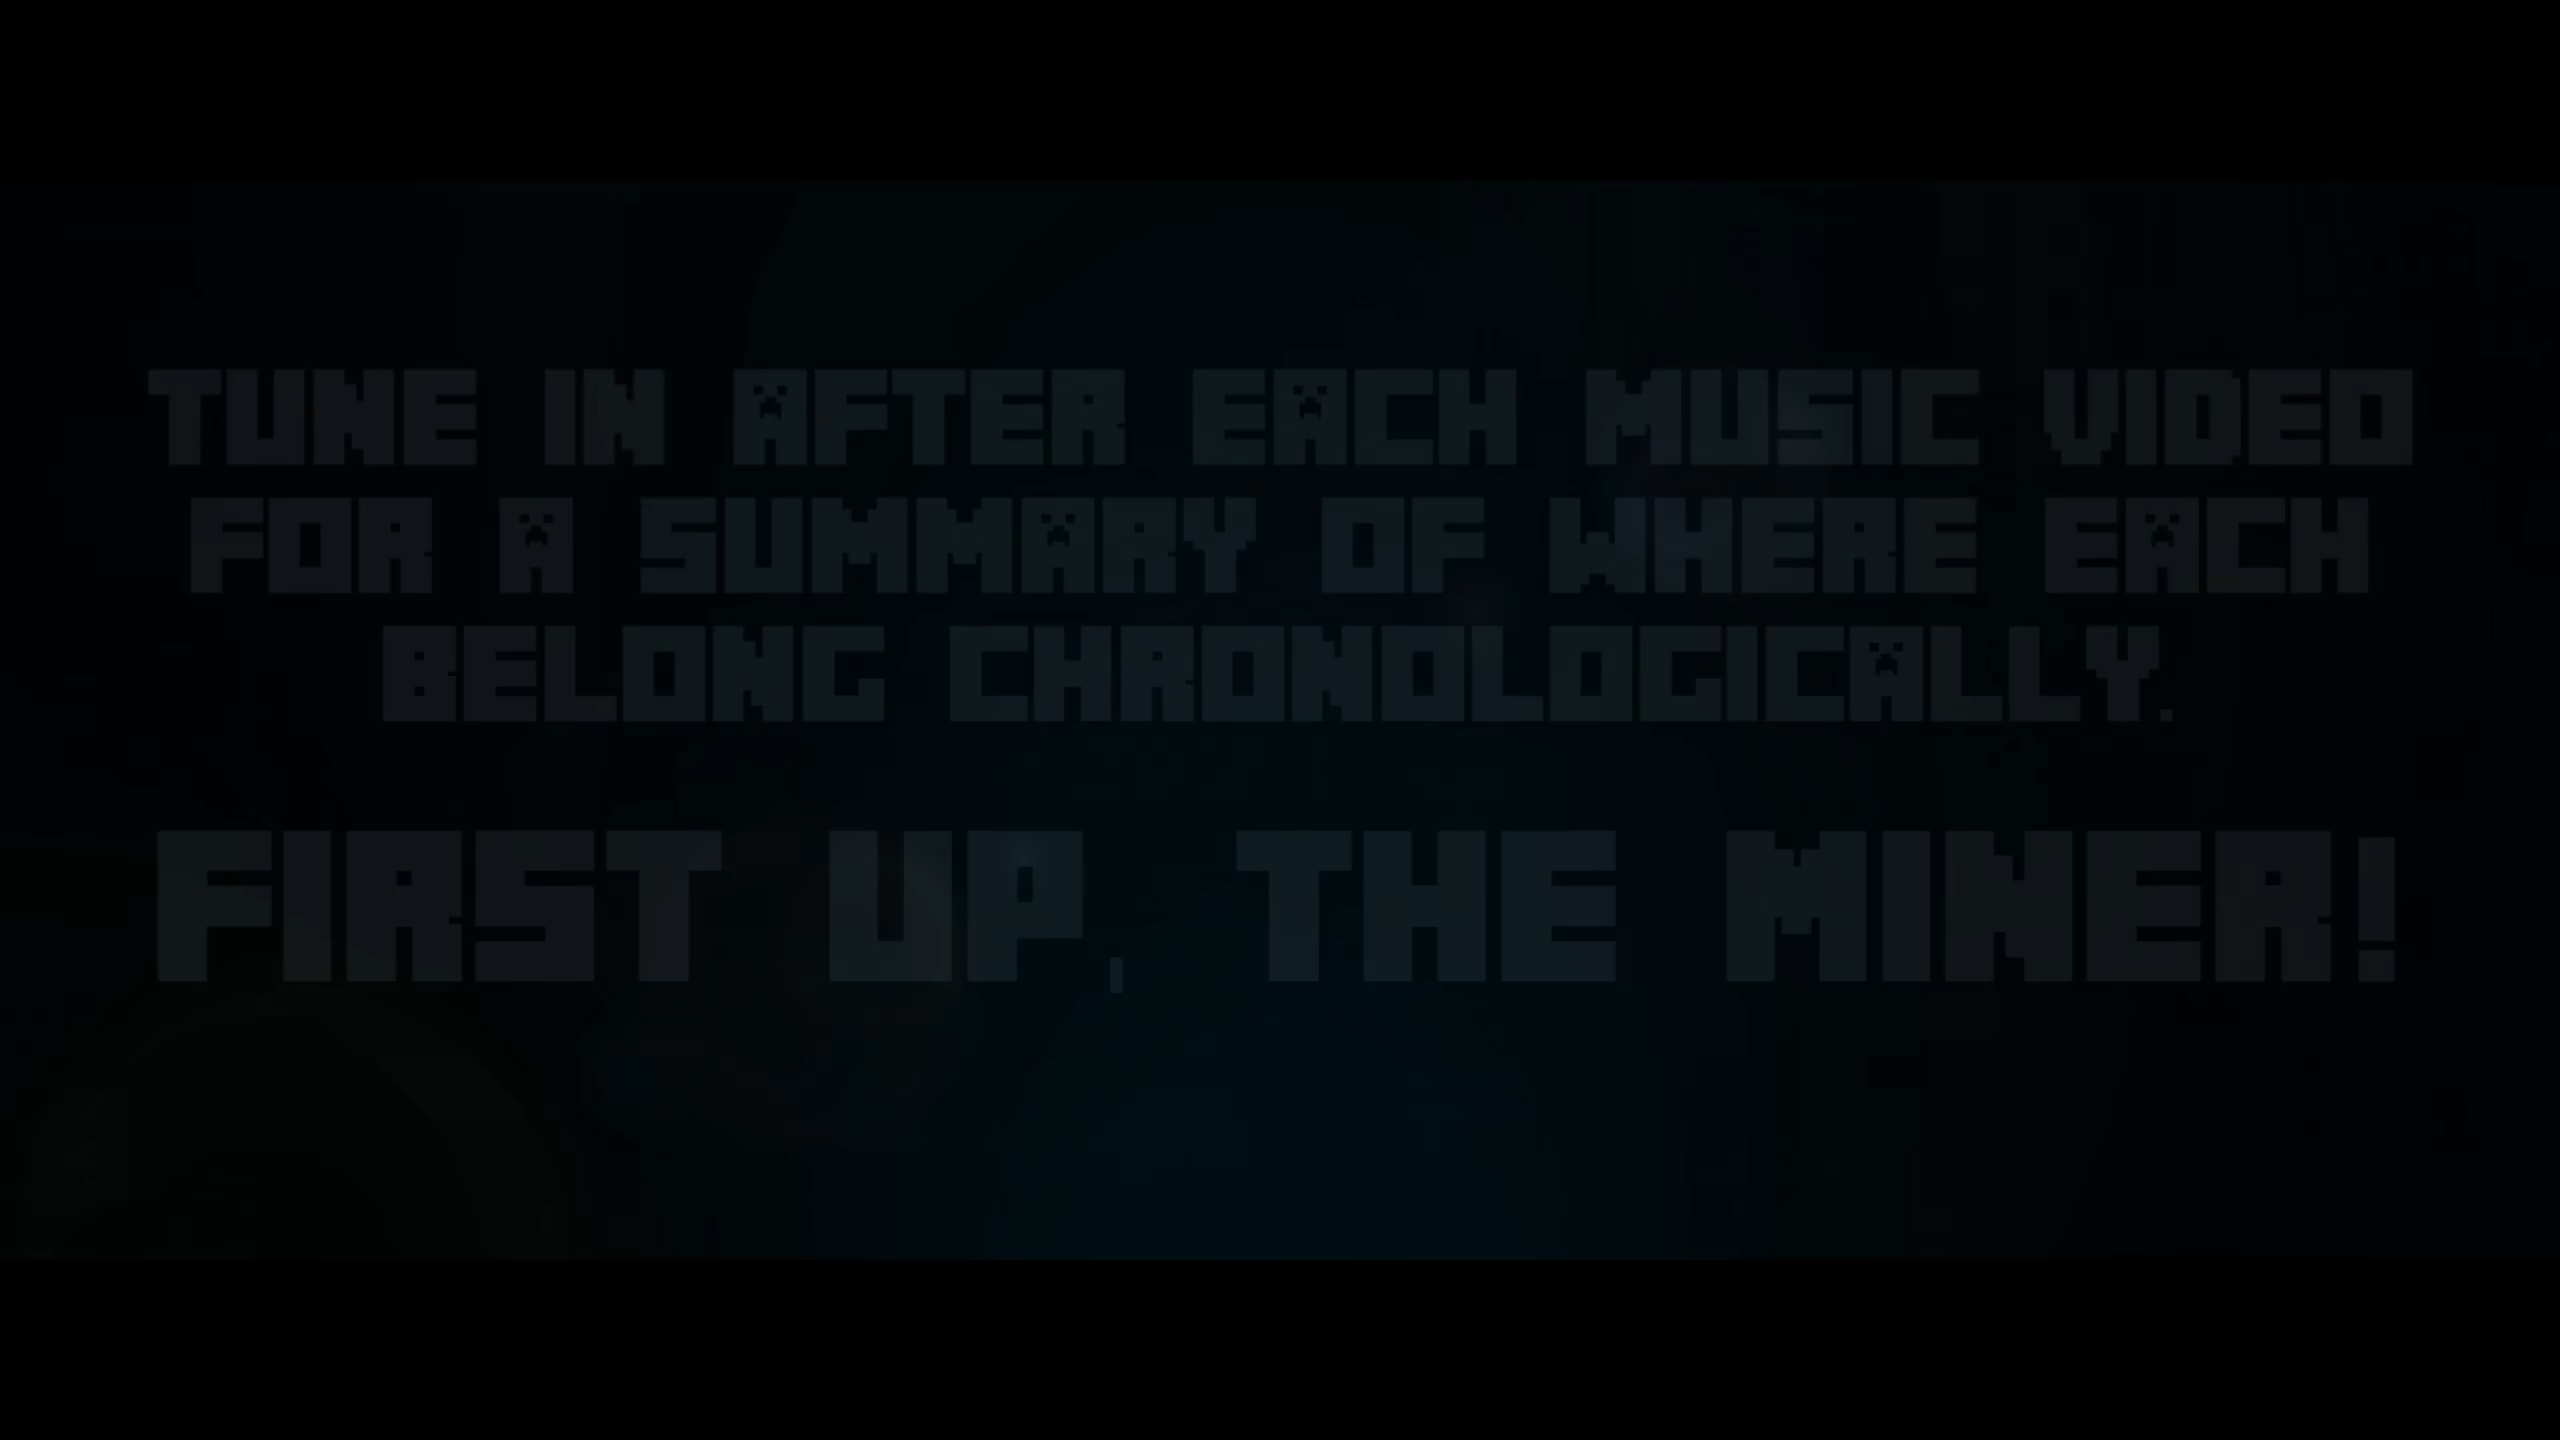 TUNE IN AFTER EACH MUSIC VIDEO
FOR A SUMMARY OF WHERE EACH
BELONG CHRONOLOGICALLY.
FIRST UP, THE MINER!